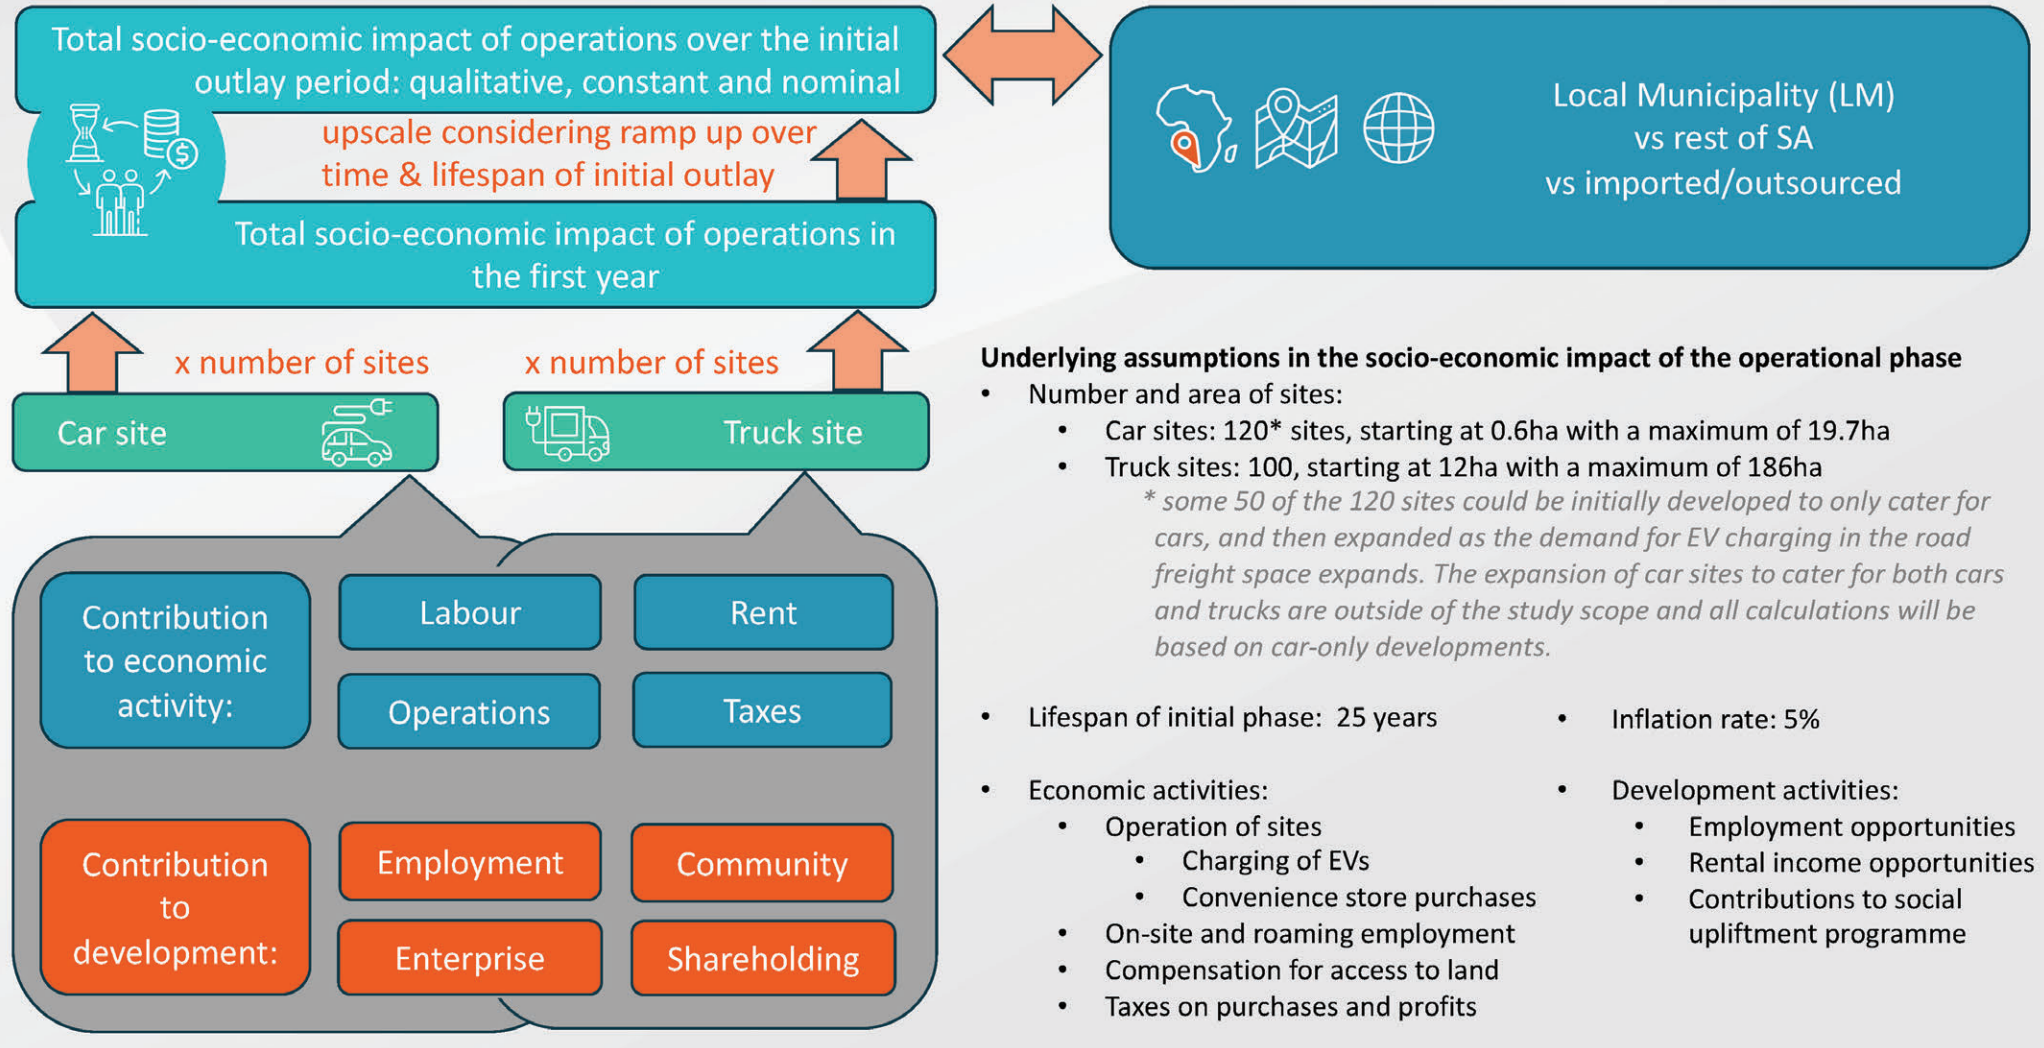 Total socio-economic impact of operations over the initial
outlay period: qualitative, constant and nominal
upscale considering ramp up over
time & lifespan of initial outlay
Total socio-economic impact of operations in
the first year
x number of sites
x number of sites
Car site
Truck site
Contribution
to economic
activity:
Labour
Rent
Operations
Taxes
Contribution
to
development:
Employment
Community
Enterprise
Shareholding
Local Municipality (LM)
vs rest of SA
vs imported/outsourced
Underlying assumptions in the socio-economic impact of the operational phase
• Number and area of sites:
• Car sites: 120* sites, starting at 0.6ha with a maximum of 19.7ha
• Truck sites: 100, starting at 12ha with a maximum of 186ha
* some 50 of the 120 sites could be initially developed to only cater for
cars, and then expanded as the demand for EV charging in the road
freight space expands. The expansion of car sites to cater for both cars
and trucks are outside of the study scope and all calculations will be
based on car-only developments.
• Lifespan of initial phase: 25 years
• Inflation rate: 5%
• Economic activities:
• Operation of sites
• Charging of EVs
• Convenience store purchases
• On-site and roaming employment
• Compensation for access to land
• Taxes on purchases and profits
• Development activities:
• Employment opportunities
• Rental income opportunities
• Contributions to social
upliftment programme